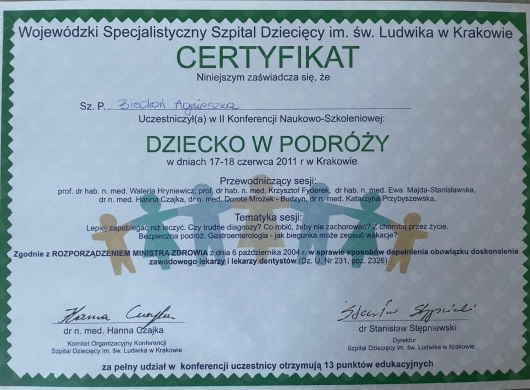 Wojewódzki Specjalistyczny Szpital Dziecięcy im. św. Ludwika w Krakowie
CERTYFIKAT
Niniejszym zaświadcza się, że
Sz. P. Biedroń Agnieszka
Uczestniczył(a) w II Konferencji Naukowo-Szkoleniowej:
DZIECKO W PODRÓŻY
w dniach 17-18 czerwca 2011 r w Krakowie
Przewodniczący sesji:
prof. dr hab. n. med. Waleria Hryniewicz, prof. dr hab. n. med. Krzysztof Fyderek, dr hab. n. med. Ewa Majda-Stanisławska,
dr n. med. Hanna Czajka, dr n. med. Dorota Mrożek - Budzyn, dr n. med. Katarzyna Przybyszewska,
Tematyka sesji:
Lepiej zapobiegać niż leczyć. Czy trudne diagnozy? Co robić, żeby nie zachorować? Z chorobą przez życie.
Bezpieczna podróż. Gastroenterologia - jak biegunka może zepsuć wakacje?
Zgodnie z ROZPORZĄDZENIEM MINISTRA ZDROWIA z dnia 6 października 2004 r. w sprawie sposobów dopełnienia obowiązku doskonalenia
zawodowego lekarzy i lekarzy dentystów (Dz. U. Nr 231, poz. 2326)
Hanna Czajka
dr n. med. Hanna Czajka
Komitet Organizacyjny Konferencji
Szpital Dziecięcy im. św. Ludwika w Krakowie
dr Stanisław Stępniewski
Dyrektor
Szpital Dziecięcy im. św. Ludwika w Krakowie
za pełny udział w konferencji uczestnicy otrzymują 13 punktów edukacyjnych